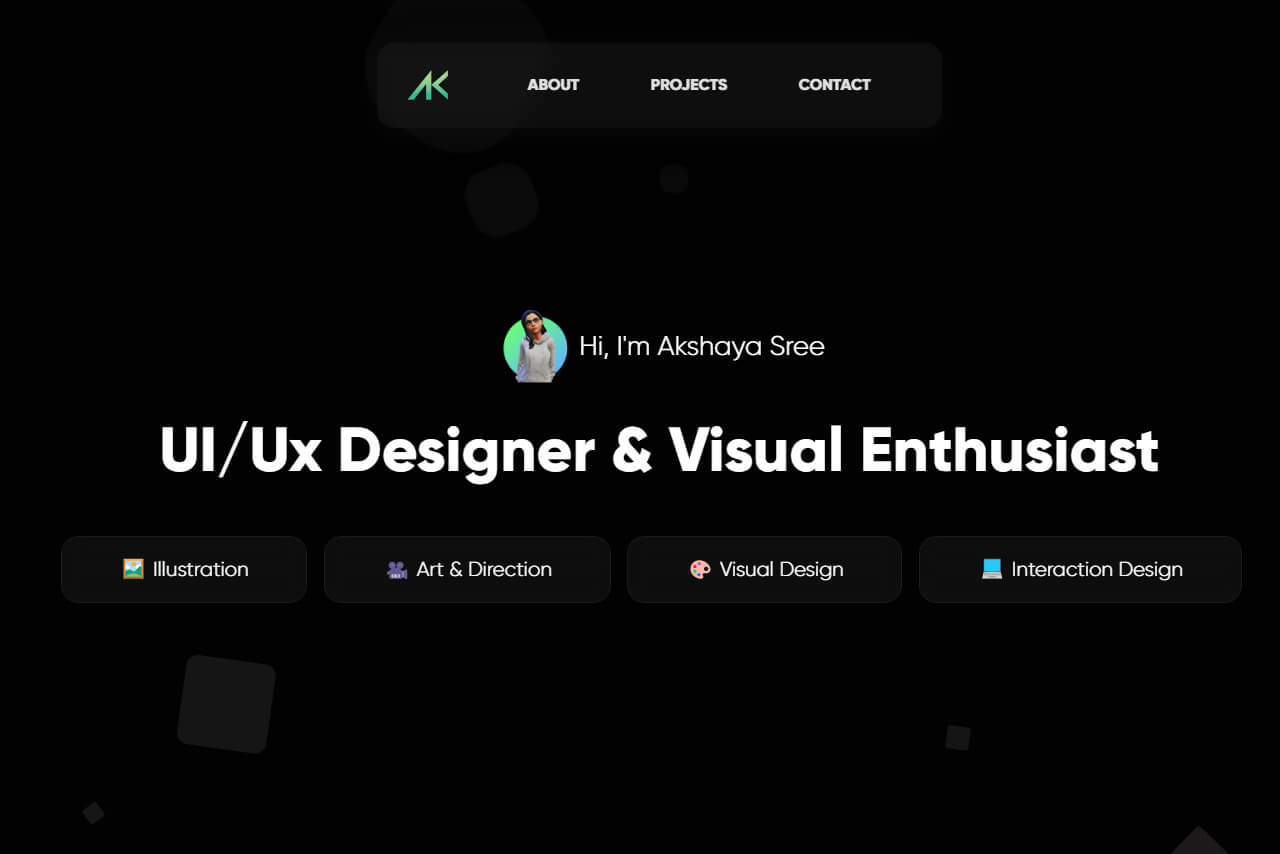 AK
ABOUT PROJECTS CONTACT
Hi, I'm Akshaya Sree
UI/Ux Designer & Visual Enthusiast
Illustration Art & Direction Visual Design Interaction Design